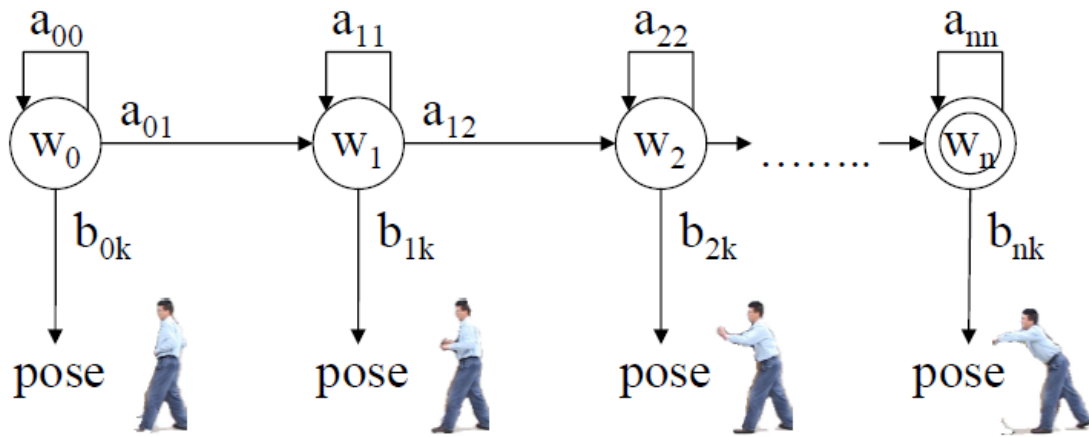 a₀₀ a₁₁ a₂₂ aₙₙ
a₀₁ a₁₂
w₀ w₁ w₂ ........ wₙ
b₀ₖ b₁ₖ b₂ₖ bₙₖ
pose pose pose pose